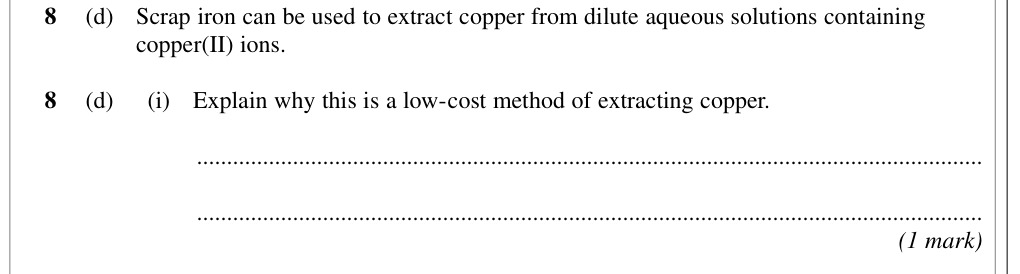 8 (d) Scrap iron can be used to extract copper from dilute aqueous solutions containing
copper(II) ions.
8 (d) (i) Explain why this is a low-cost method of extracting copper.
(1 mark)